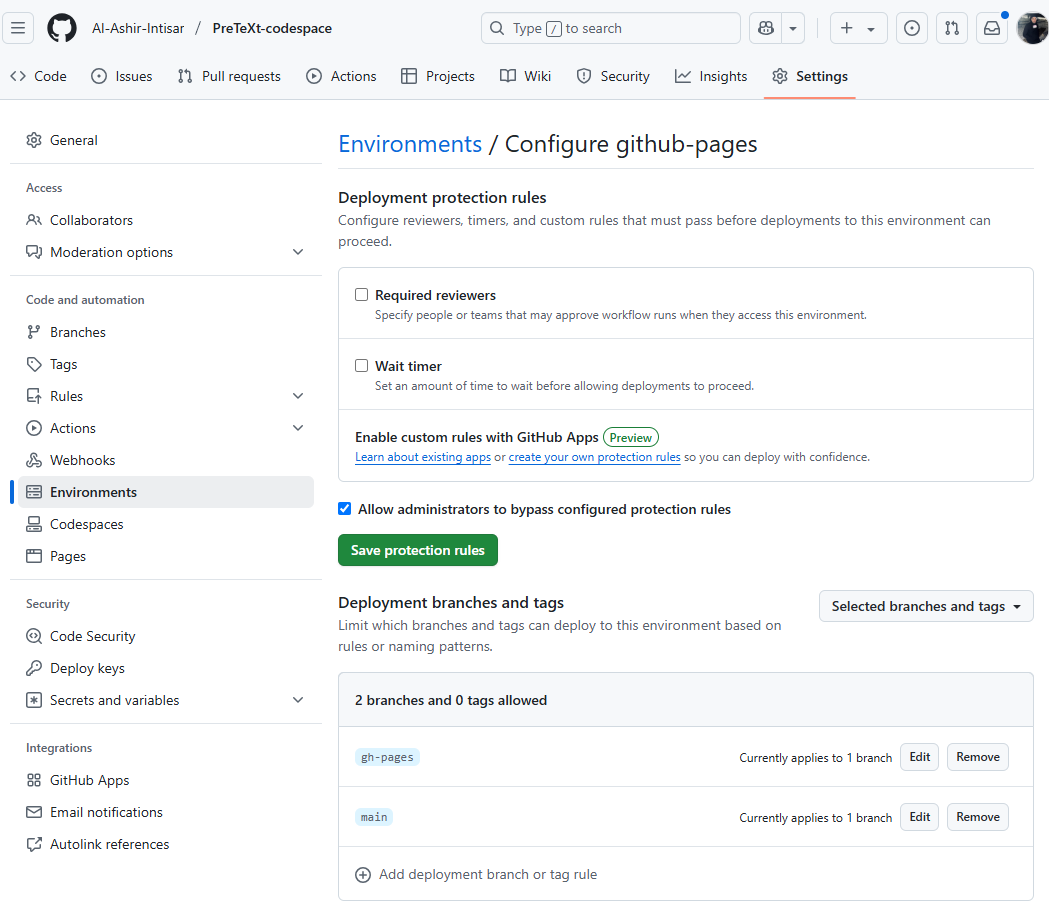 Al-Ashir-Intisar / PreTeXt-codespace
Type / to search
Code
Issues
Pull requests
Actions
Projects
Wiki
Security
Insights
Settings
General
Access
Collaborators
Moderation options
Code and automation
Branches
Tags
Rules
Actions
Webhooks
Environments
Codespaces
Pages
Security
Code Security
Deploy keys
Secrets and variables
Integrations
GitHub Apps
Email notifications
Autolink references
Environments / Configure github-pages
Deployment protection rules
Configure reviewers, timers, and custom rules that must pass before deployments to this environment can
proceed.
Required reviewers
Specify people or teams that may approve workflow runs when they access this environment.
Wait timer
Set an amount of time to wait before allowing deployments to proceed.
Enable custom rules with GitHub Apps Preview
Learn about existing apps or create your own protection rules so you can deploy with confidence.
Allow administrators to bypass configured protection rules
Save protection rules
Deployment branches and tags
Limit which branches and tags can deploy to this environment based on
rules or naming patterns.
Selected branches and tags
2 branches and 0 tags allowed
gh-pages Currently applies to 1 branch Edit Remove
main Currently applies to 1 branch Edit Remove
Add deployment branch or tag rule